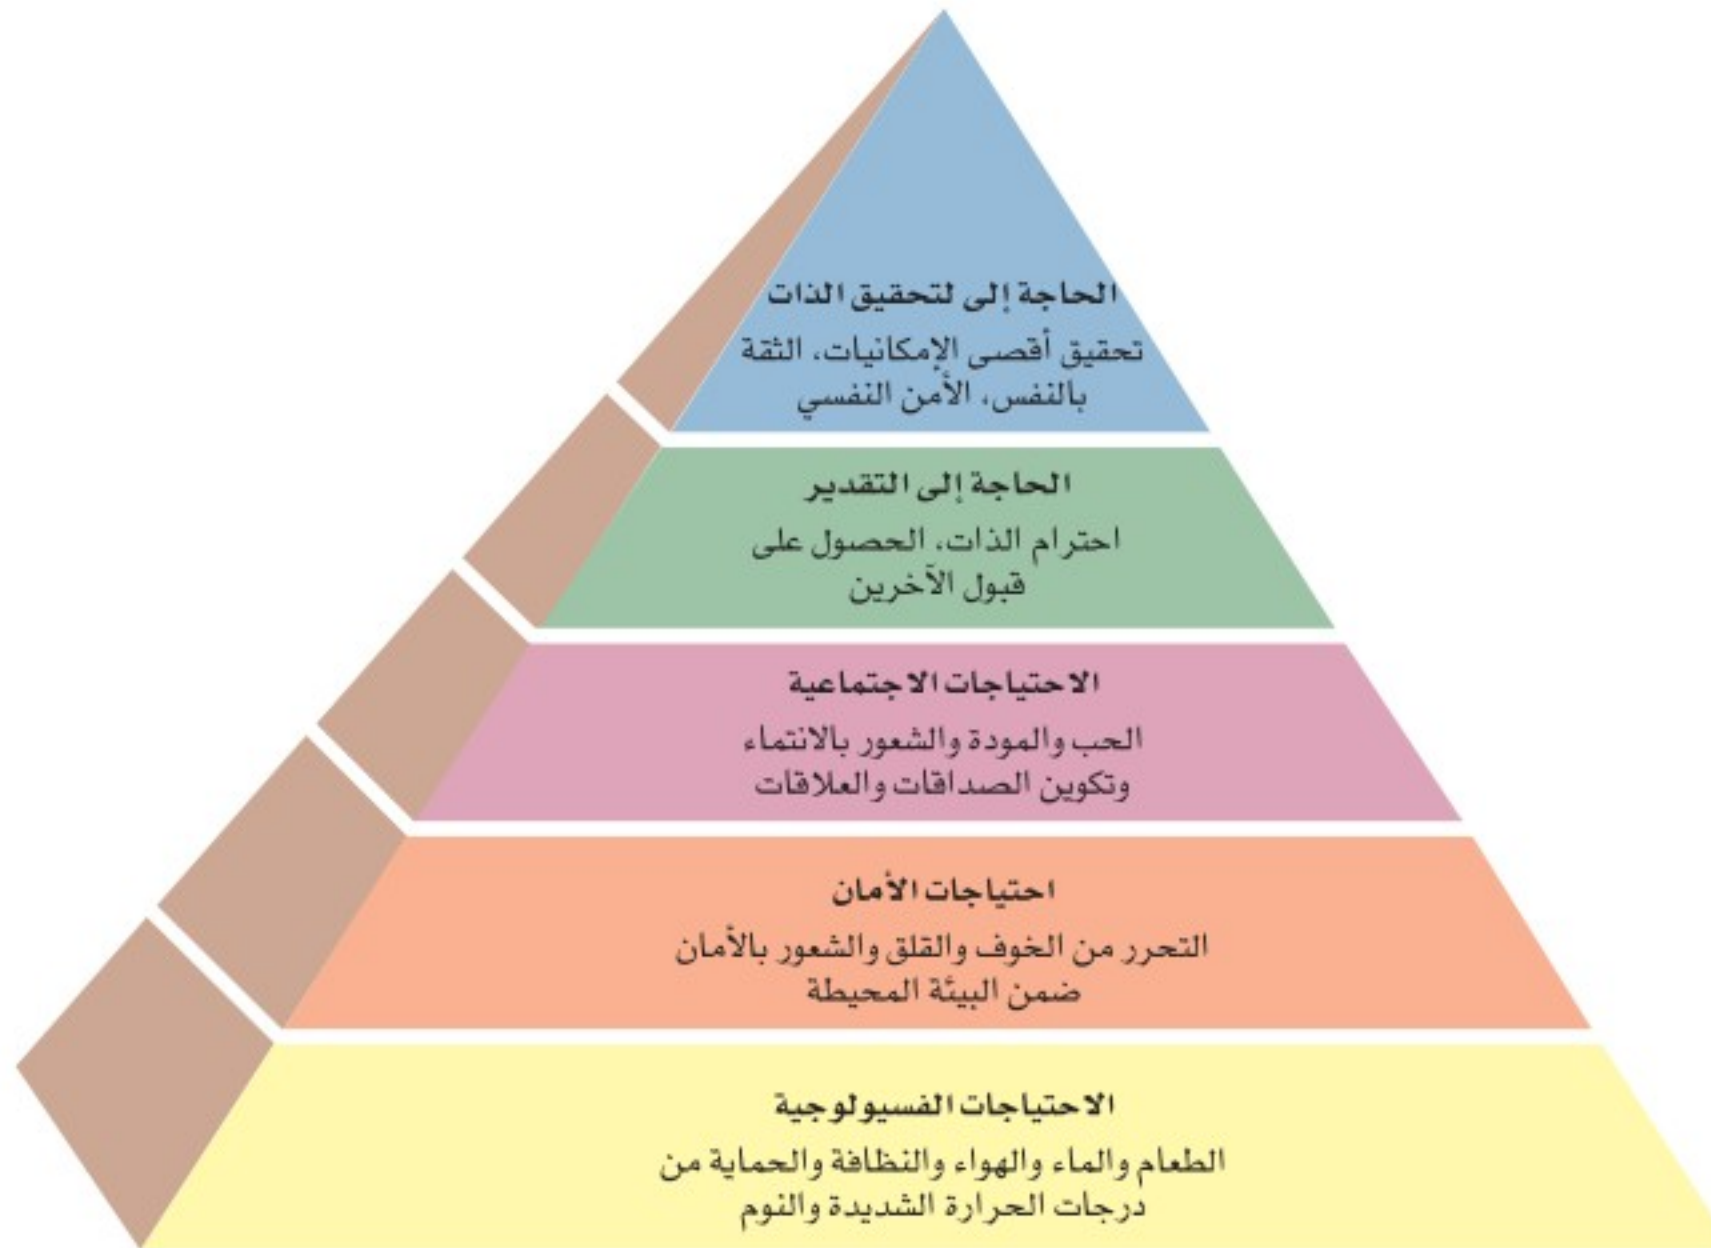 الحاجة إلى لتحقيق الذات
تحقيق أقصى الإمكانيات، الثقة
بالنفس، الأمن النفسي
الحاجة إلى التقدير
احترام الذات، الحصول على
قبول الآخرين
الاحتياجات الاجتماعية
الحب والمودة والشعور بالانتماء
وتكوين الصداقات والعلاقات
احتياجات الأمان
التحرر من الخوف والقلق والشعور بالأمان
ضمن البيئة المحيطة
الاحتياجات الفسيولوجية
الطعام والماء والهواء والنظافة والحماية من
درجات الحرارة الشديدة والنوم